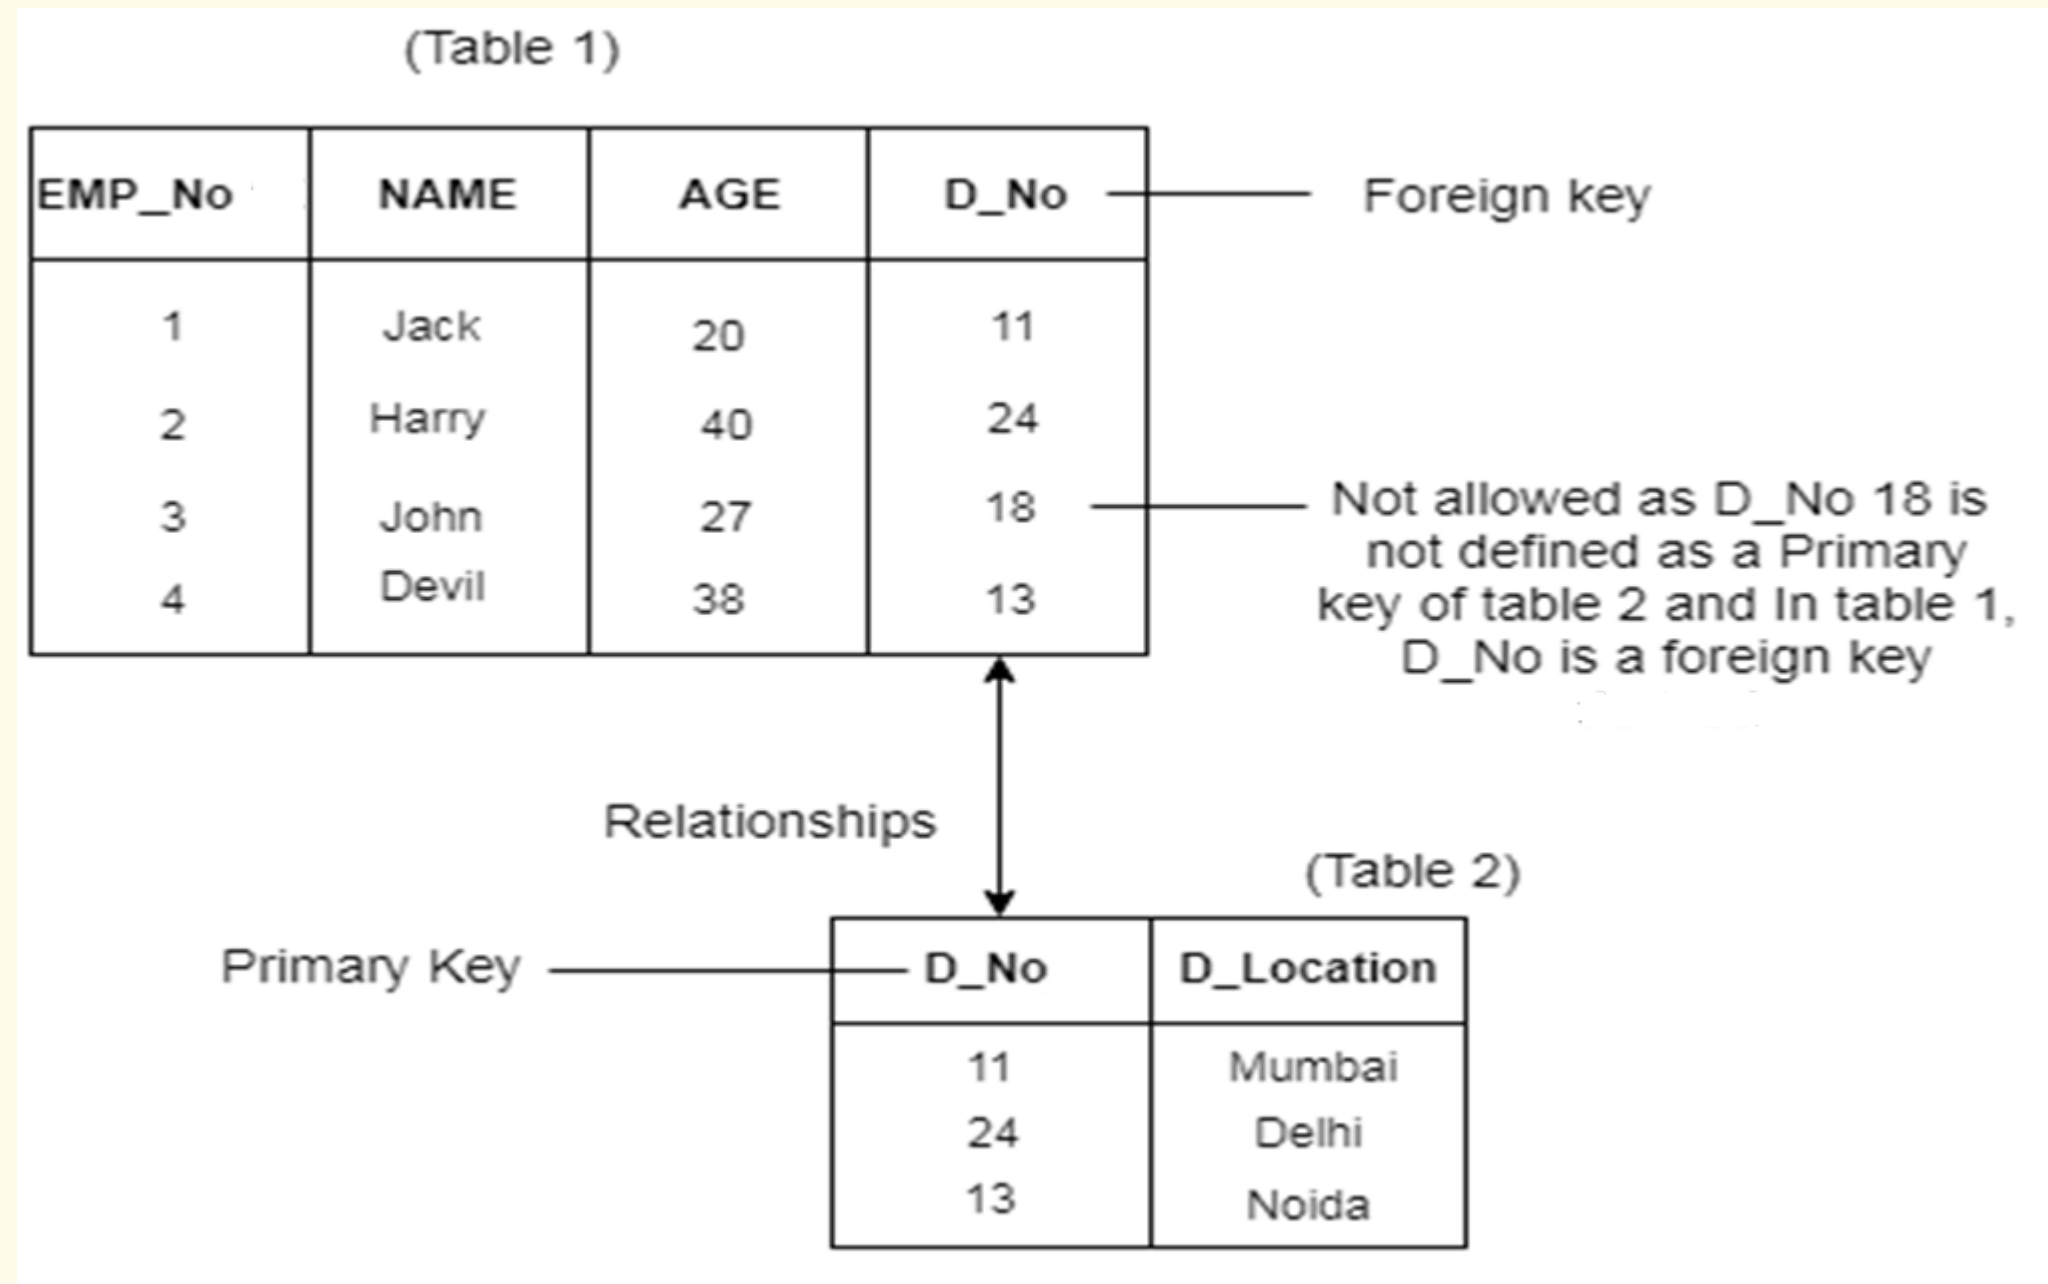 (Table 1)
EMP_No NAME AGE D_No Foreign key
1 Jack 20 11
2 Harry 40 24
3 John 27 18
4 Devil 38 13
Not allowed as D_No 18 is
not defined as a Primary
key of table 2 and In table 1,
D_No is a foreign key
Relationships
(Table 2)
Primary Key D_No D_Location
11 Mumbai
24 Delhi
13 Noida